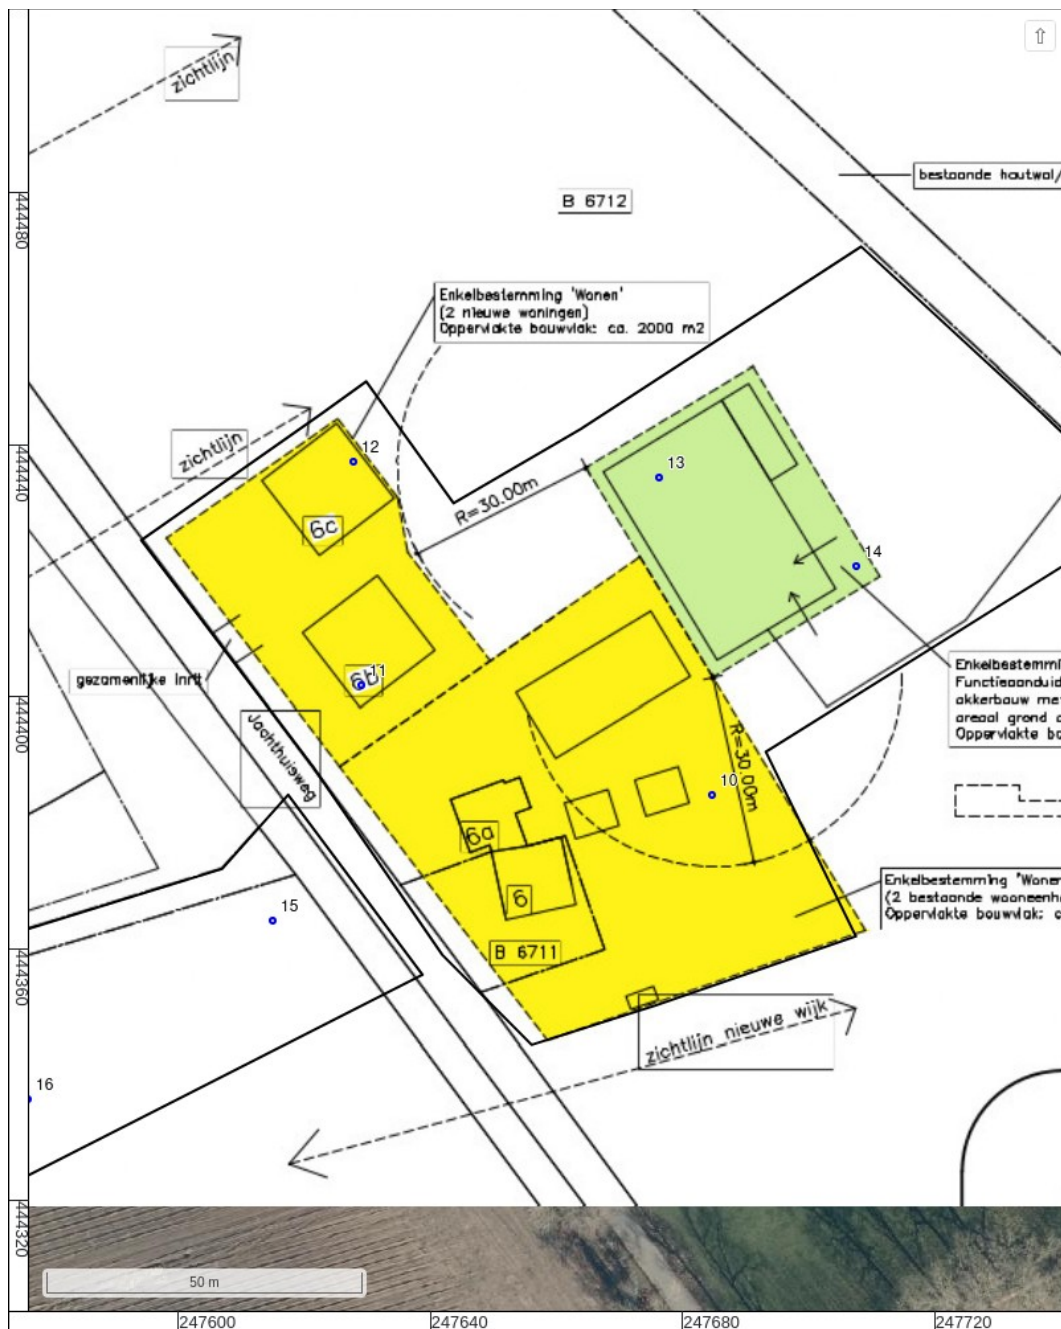 ⇧
zichtlijn
bestaande houtwal/
B 6712
444480
Enkelbestemming 'Wonen'
(2 nieuwe woningen)
Oppervlakte bouwvlak: ca. 2000 m2
zichtlijn
12
444440
13
R=30.00m
6c
14
gezamenlijke inrit
6b
11
Enkelbestemmi
Functieaanduid
akkerbouw me
areaal grond
Oppervlakte
444400
Jachthuisweg
R=30.00m
10
6a
6
Enkelbestemming 'Wonen
(2 bestaande wooneenh
Oppervlakte bouwvlak:
15
B 6711
444360
zichtlijn nieuwe wijk
16
444320
50 m
247600
247640
247680
247720